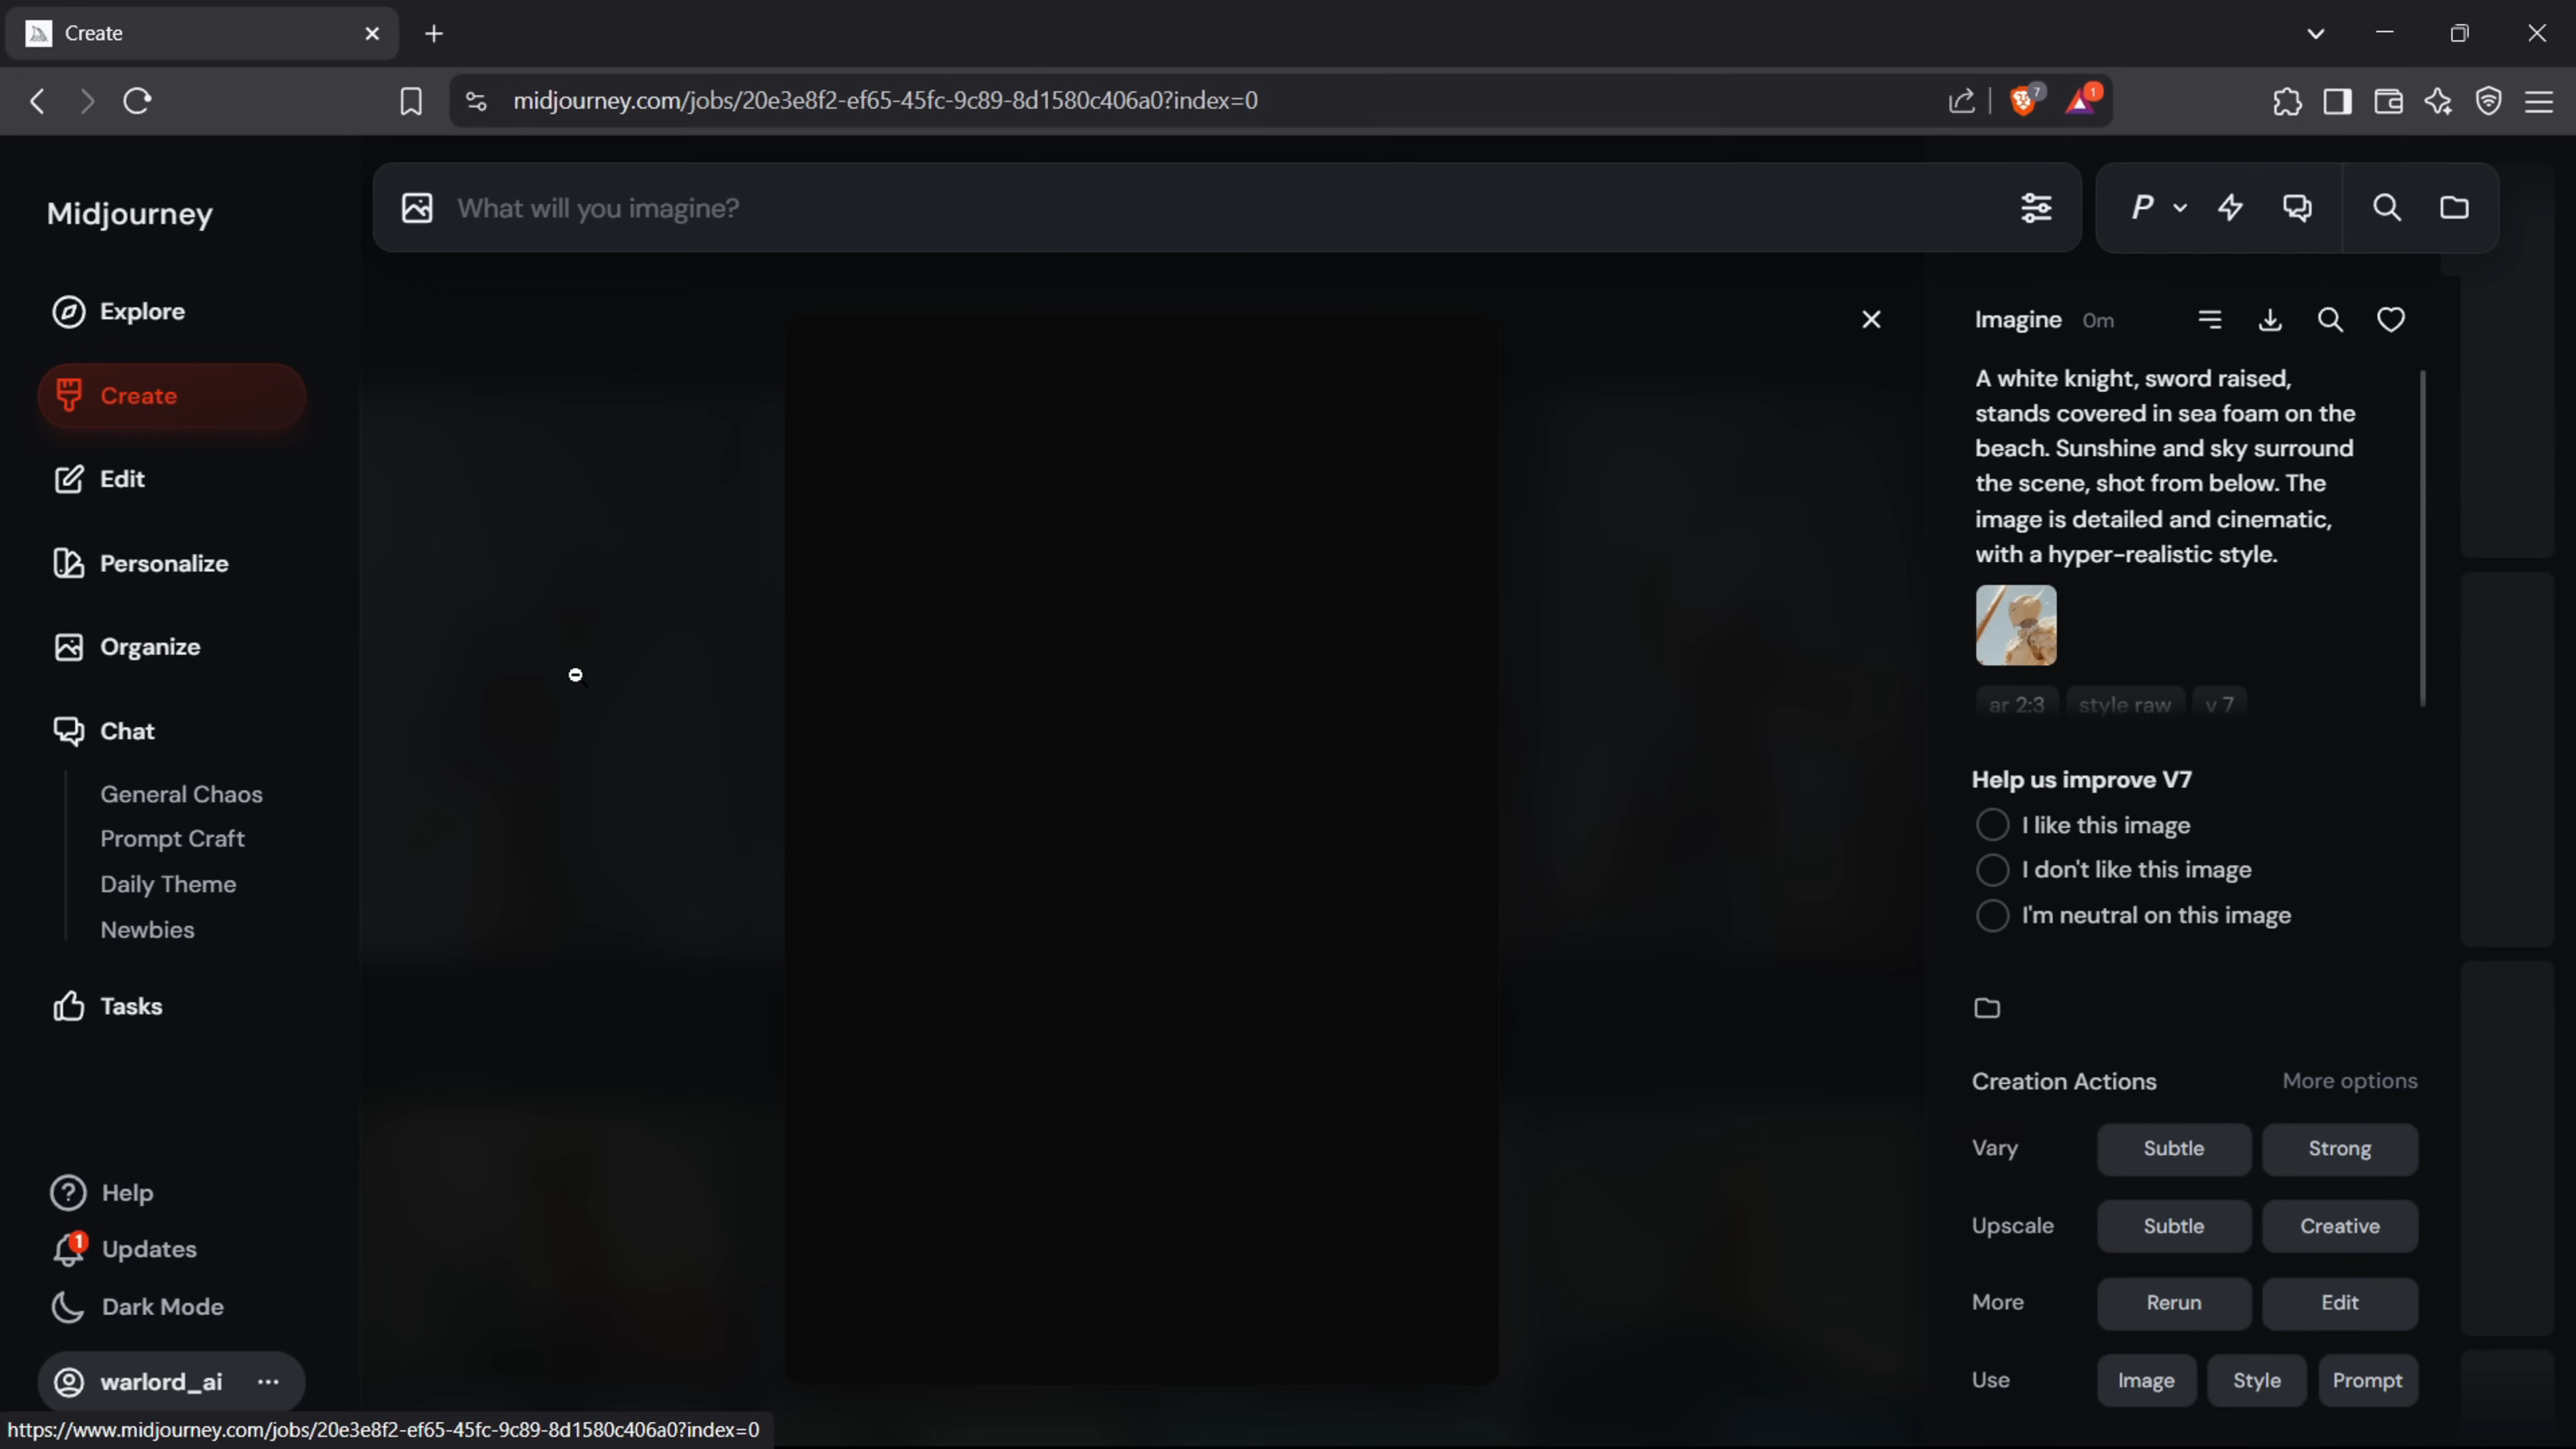 Create
midjourney.com/jobs/20e3e8f2-ef65-45fc-9c89-8d1580c406a0?index=0
7
1
Midjourney
What will you imagine?
P
Explore
Create
Edit
Personalize
Organize
Chat
General Chaos
Prompt Craft
Daily Theme
Newbies
Tasks
Help
1
Updates
Dark Mode
warlord_ai
https://www.midjourney.com/jobs/20e3e8f2-ef65-45fc-9c89-8d1580c406a0?index=0
Imagine 0m
A white knight, sword raised,
stands covered in sea foam on the
beach. Sunshine and sky surround
the scene, shot from below. The
image is detailed and cinematic,
with a hyper-realistic style.
ar 2:3 style raw v 7
Help us improve V7
I like this image
I don't like this image
I'm neutral on this image
Creation Actions More options
Vary Subtle Strong
Upscale Subtle Creative
More Rerun Edit
Use Image Style Prompt